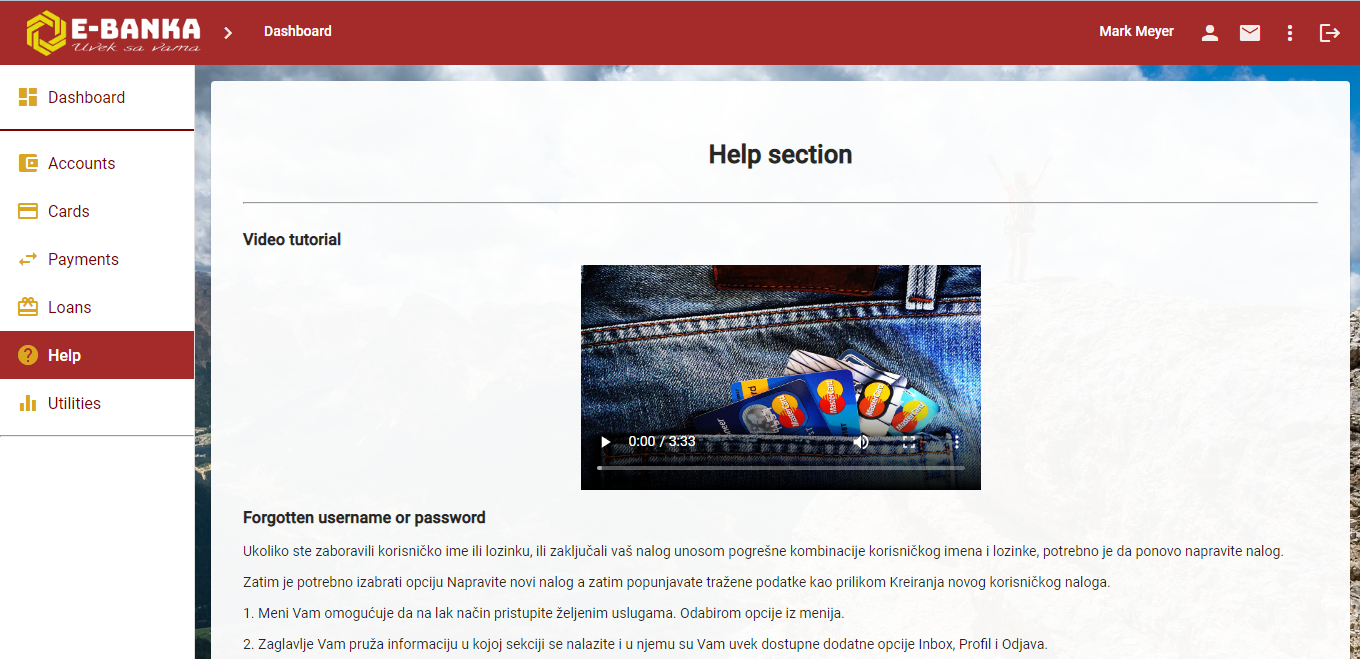 E-BANKA
Uvek sa vama
Dashboard
Mark Meyer
Dashboard
Accounts
Cards
Payments
Loans
Help
Utilities
Help section
Video tutorial
0:00 / 3:33
Forgotten username or password
Ukoliko ste zaboravili korisničko ime ili lozinku, ili zaključali vaš nalog unosom pogrešne kombinacije korisničkog imena i lozinke, potrebno je da ponovo napravite nalog.
Zatim je potrebno izabrati opciju Napravite novi nalog a zatim popunjavate tražene podatke kao prilikom Kreiranja novog korisničkog naloga.
1. Meni Vam omogućuje da na lak način pristupite željenim uslugama. Odabirom opcije iz menija.
2. Zaglavlje Vam pruža informaciju u kojoj sekciji se nalazite i u njemu su Vam uvek dostupne dodatne opcije Inbox, Profil i Odjava.